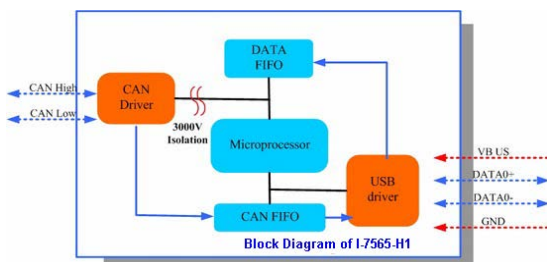 DATA
FIFO
CAN High
CAN Low
CAN
Driver
3000V
Isolation
Microprocessor
VB US
DATA0+
DATA0-
GND
USB
driver
CAN FIFO
Block Diagram of I-7565-H1